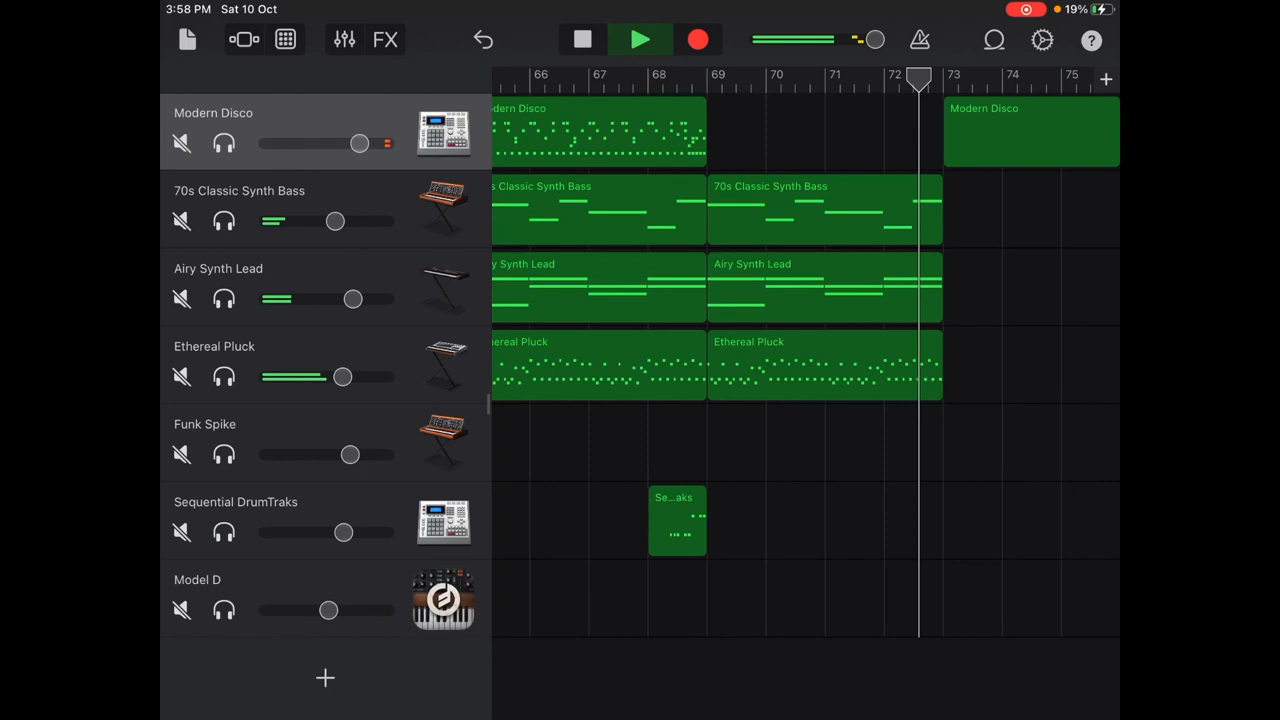 3:58 PM Sat 10 Oct 19%
FX ?
66 67 68 69 70 71 72 73 74 75 +
Modern Disco
dern Disco
Modern Disco
70s Classic Synth Bass
s Classic Synth Bass
70s Classic Synth Bass
Airy Synth Lead
y Synth Lead
Airy Synth Lead
Ethereal Pluck
ereal Pluck
Ethereal Pluck
Funk Spike
Sequential DrumTraks
Se...aks
Model D
+